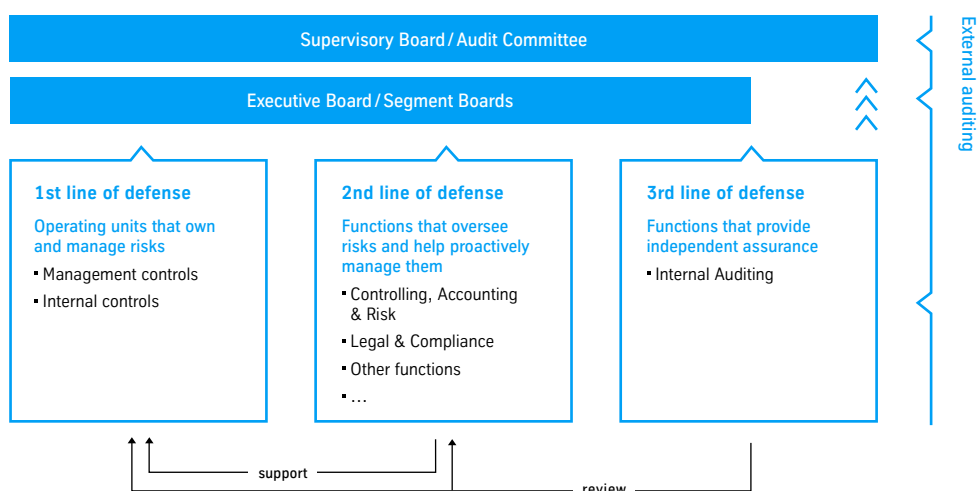 Supervisory Board / Audit Committee
Executive Board / Segment Boards
External auditing
1st line of defense
Operating units that own
and manage risks
▪ Management controls
▪ Internal controls
2nd line of defense
Functions that oversee
risks and help proactively
manage them
▪ Controlling, Accounting
& Risk
▪ Legal & Compliance
▪ Other functions
▪ …
3rd line of defense
Functions that provide
independent assurance
▪ Internal Auditing
support
review